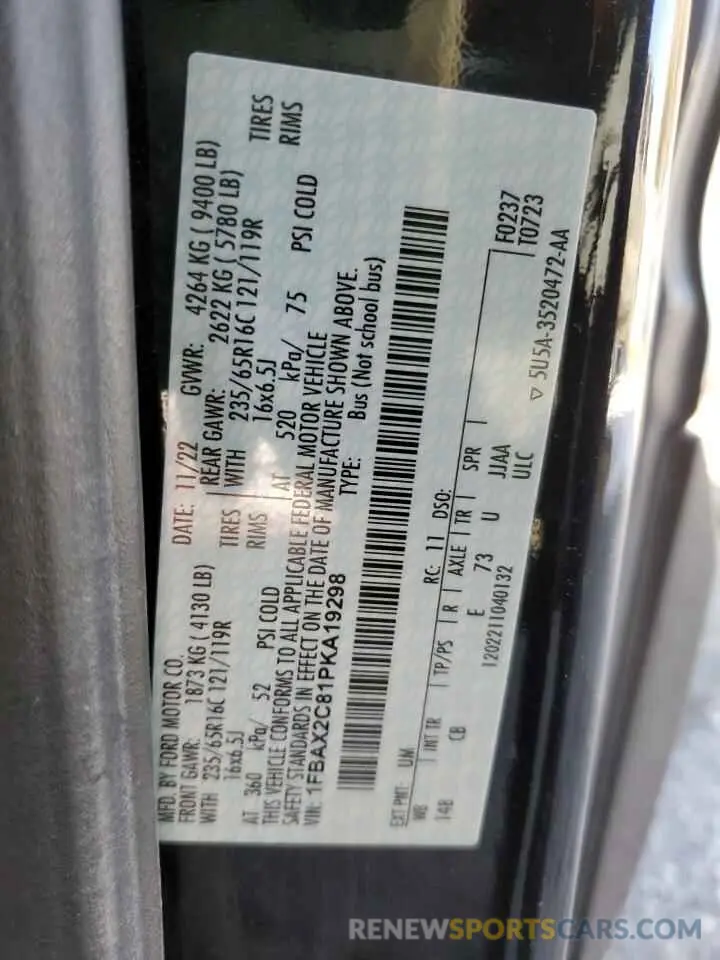 MFD. BY FORD MOTOR CO.
DATE: 11/22 GVWR: 4264 KG ( 9400 LB)
FRONT GAWR: 1873 KG ( 4130 LB) REAR GAWR: 2622 KG ( 5780 LB)
WITH 235/65R16C 121/119R TIRES WITH 235/65R16C 121/119R TIRES
16x6.5J RIMS 16x6.5J RIMS
AT 360 kPa/ 52 PSI COLD AT 520 kPa/ 75 PSI COLD
THIS VEHICLE CONFORMS TO ALL APPLICABLE FEDERAL MOTOR VEHICLE
SAFETY STANDARDS IN EFFECT ON THE DATE OF MANUFACTURE SHOWN ABOVE.
VIN: 1FBAX2C81PKA19298 TYPE: Bus (Not school bus)
EXT PNT: UM RC: 11 DSO:
WB INT TR TP/PS R AXLE TR SPR F0237
148 CB E 73 U JJAA T0723
1202211040132 ULC
▽ 5U5A-3520472-AA
RENEWSPORTSCARS.COM